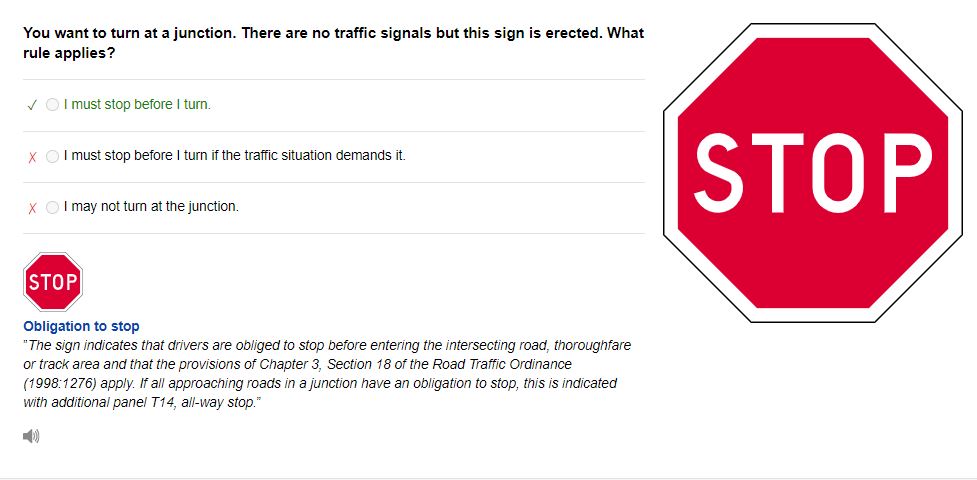 You want to turn at a junction. There are no traffic signals but this sign is erected. What
rule applies?
✓ I must stop before I turn.
X I must stop before I turn if the traffic situation demands it.
X I may not turn at the junction.
STOP
STOP
Obligation to stop
"The sign indicates that drivers are obliged to stop before entering the intersecting road, thoroughfare
or track area and that the provisions of Chapter 3, Section 18 of the Road Traffic Ordinance
(1998:1276) apply. If all approaching roads in a junction have an obligation to stop, this is indicated
with additional panel T14, all-way stop."